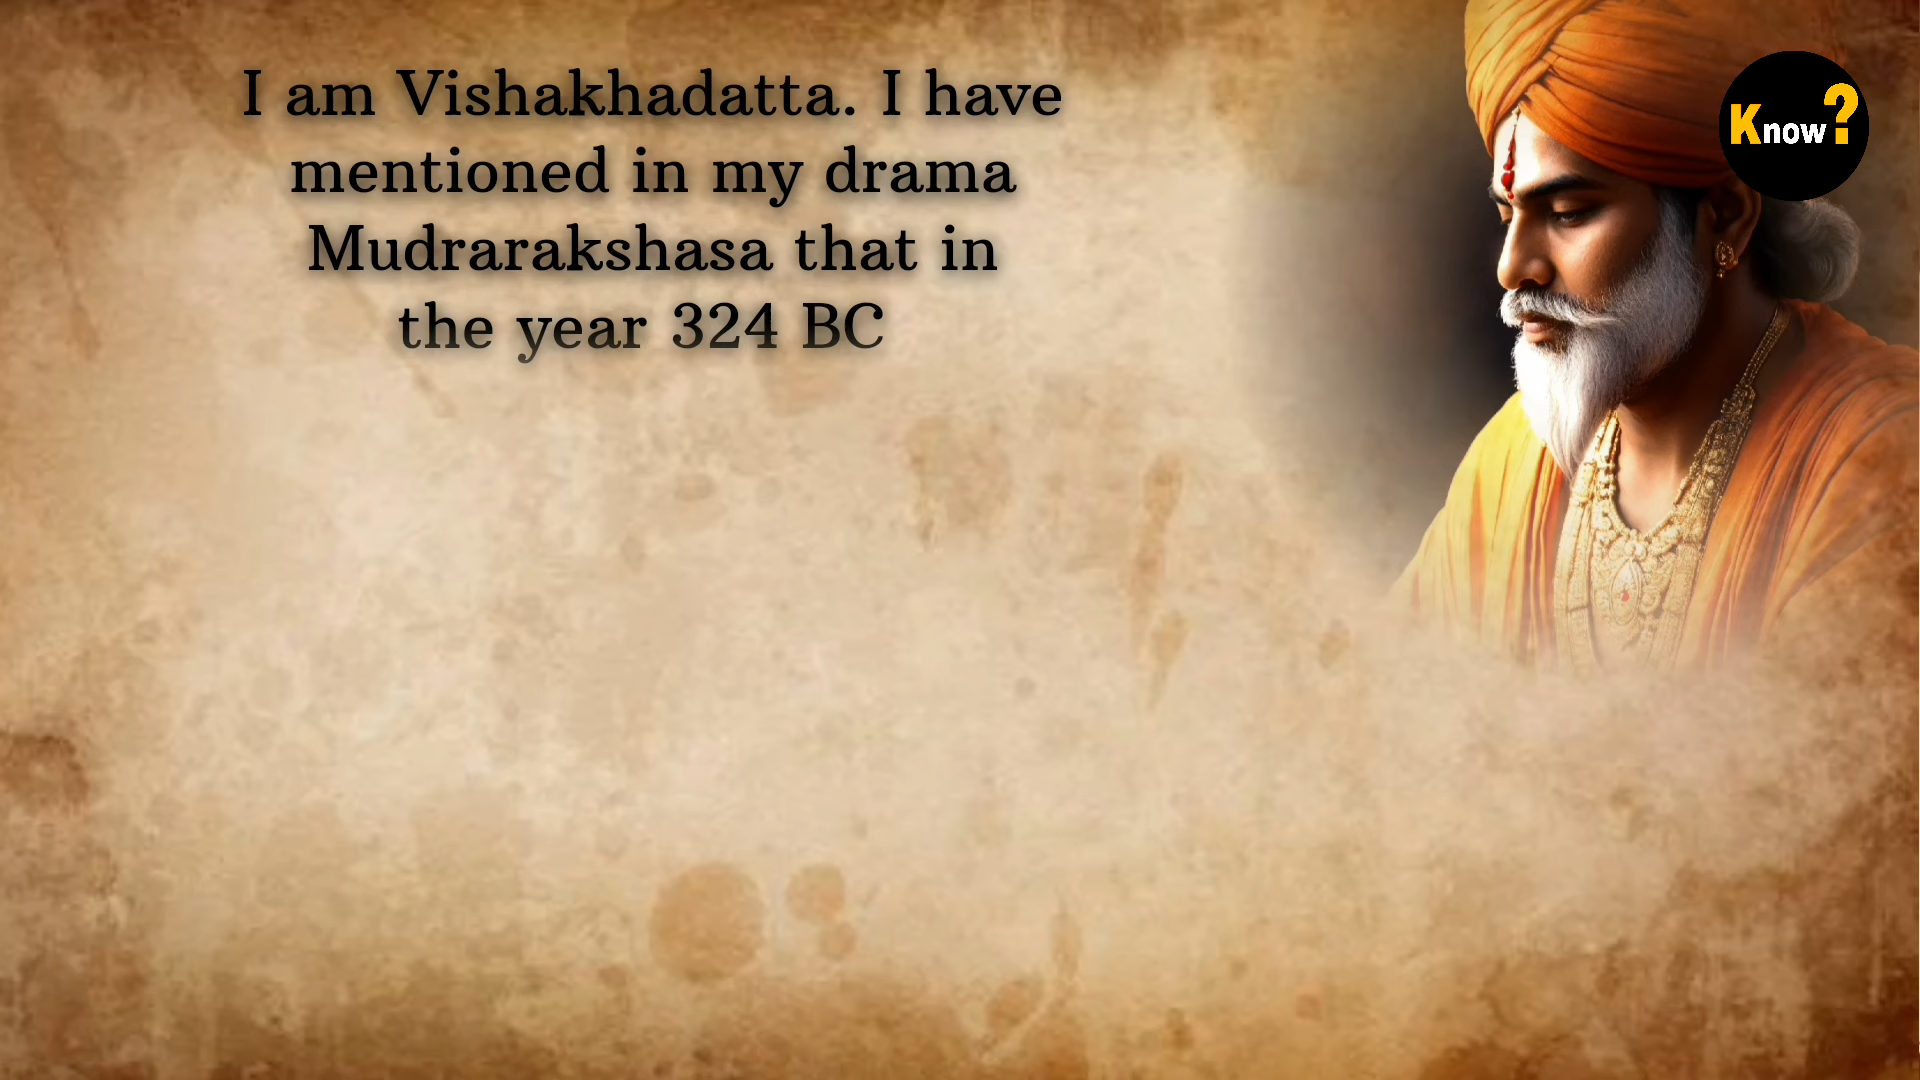 I am Vishakhadatta. I have
mentioned in my drama
Mudrarakshasa that in
the year 324 BC
Know?